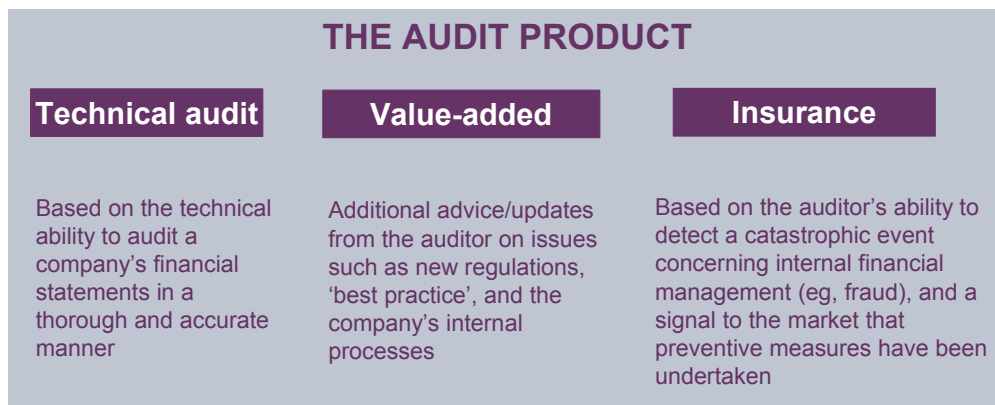 THE AUDIT PRODUCT
Technical audit
Based on the technical
ability to audit a
company's financial
statements in a
thorough and accurate
manner
Value-added
Additional advice/updates
from the auditor on issues
such as new regulations,
‘best practice’, and the
company’s internal
processes
Insurance
Based on the auditor’s ability to
detect a catastrophic event
concerning internal financial
management (eg, fraud), and a
signal to the market that
preventive measures have been
undertaken